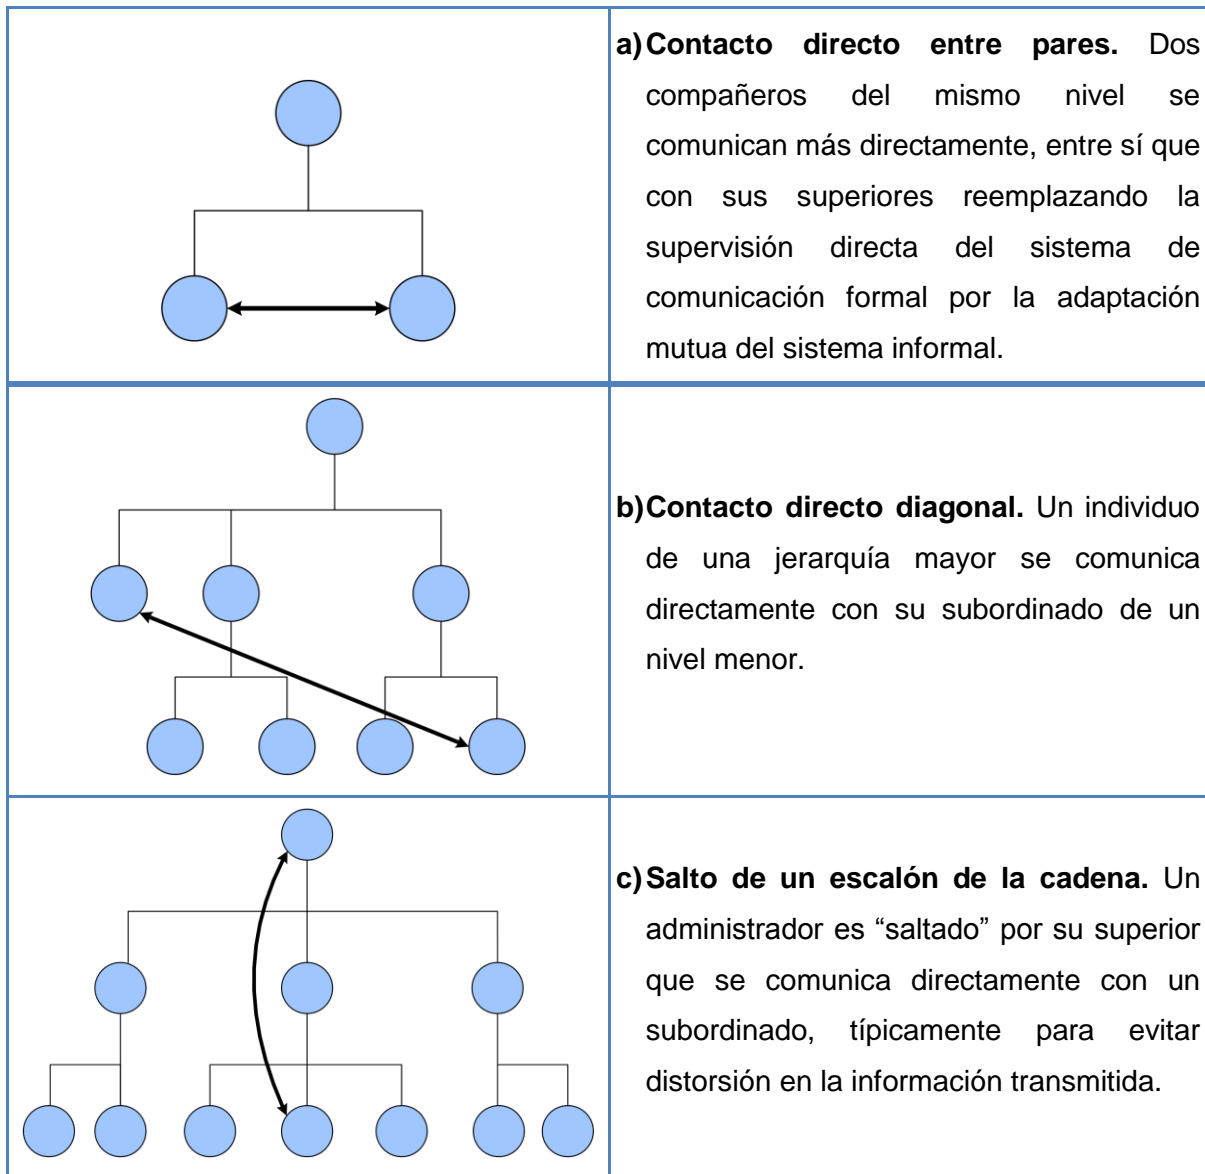 a) Contacto directo entre pares. Dos
compañeros del mismo nivel se
comunican más directamente, entre sí que
con sus superiores reemplazando la
supervisión directa del sistema de
comunicación formal por la adaptación
mutua del sistema informal.
b) Contacto directo diagonal. Un individuo
de una jerarquía mayor se comunica
directamente con su subordinado de un
nivel menor.
c) Salto de un escalón de la cadena. Un
administrador es “saltado” por su superior
que se comunica directamente con un
subordinado, típicamente para evitar
distorsión en la información transmitida.